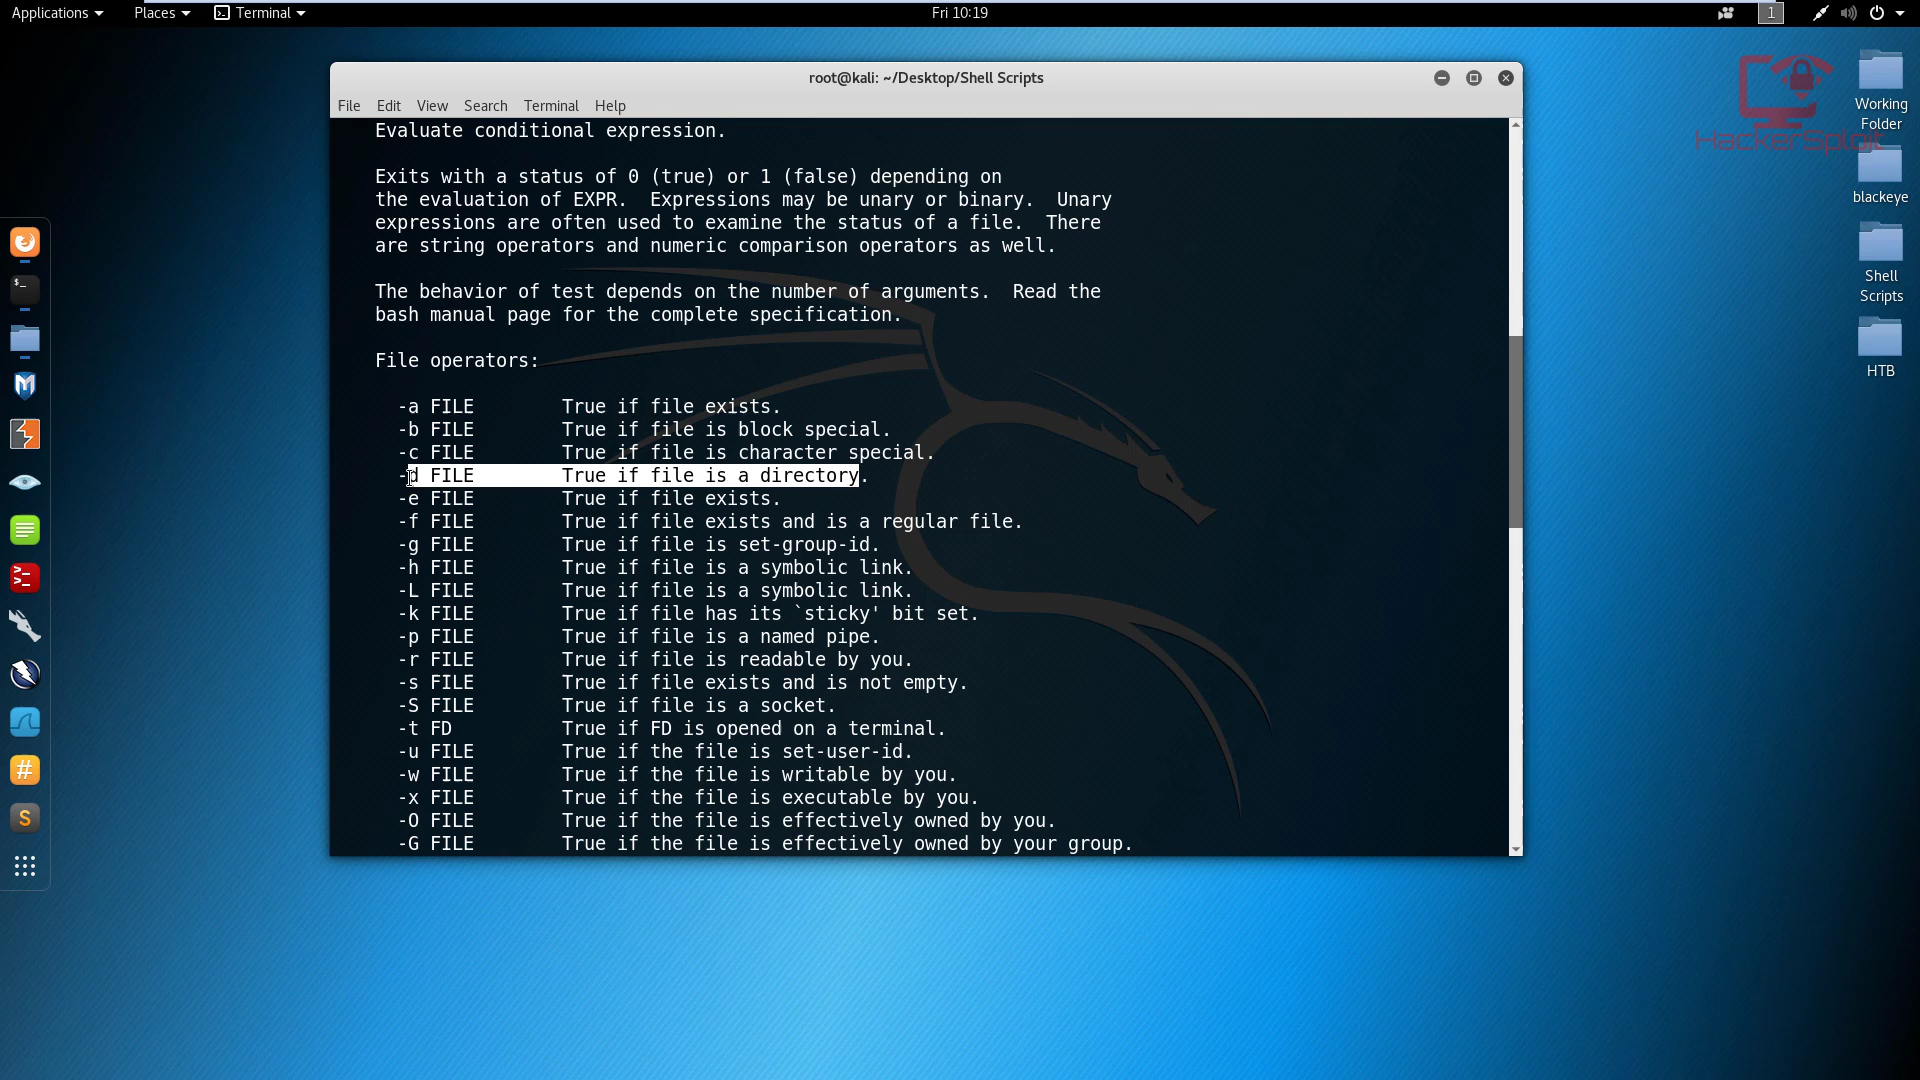 Applications
Places
Terminal
Fri 10:19
1
root@kali: ~/Desktop/Shell Scripts
File Edit View Search Terminal Help
Evaluate conditional expression.
Exits with a status of 0 (true) or 1 (false) depending on
the evaluation of EXPR.  Expressions may be unary or binary.  Unary
expressions are often used to examine the status of a file.  There
are string operators and numeric comparison operators as well.
The behavior of test depends on the number of arguments.  Read the
bash manual page for the complete specification.
File operators:
-a FILE        True if file exists.
-b FILE        True if file is block special.
-c FILE        True if file is character special.
-d FILE        True if file is a directory.
-e FILE        True if file exists.
-f FILE        True if file exists and is a regular file.
-g FILE        True if file is set-group-id.
-h FILE        True if file is a symbolic link.
-L FILE        True if file is a symbolic link.
-k FILE        True if file has its `sticky' bit set.
-p FILE        True if file is a named pipe.
-r FILE        True if file is readable by you.
-s FILE        True if file exists and is not empty.
-S FILE        True if file is a socket.
-t FD          True if FD is opened on a terminal.
-u FILE        True if the file is set-user-id.
-w FILE        True if the file is writable by you.
-x FILE        True if the file is executable by you.
-O FILE        True if the file is effectively owned by you.
-G FILE        True if the file is effectively owned by your group.
HackerSploit
Working
Folder
blackeye
Shell
Scripts
HTB